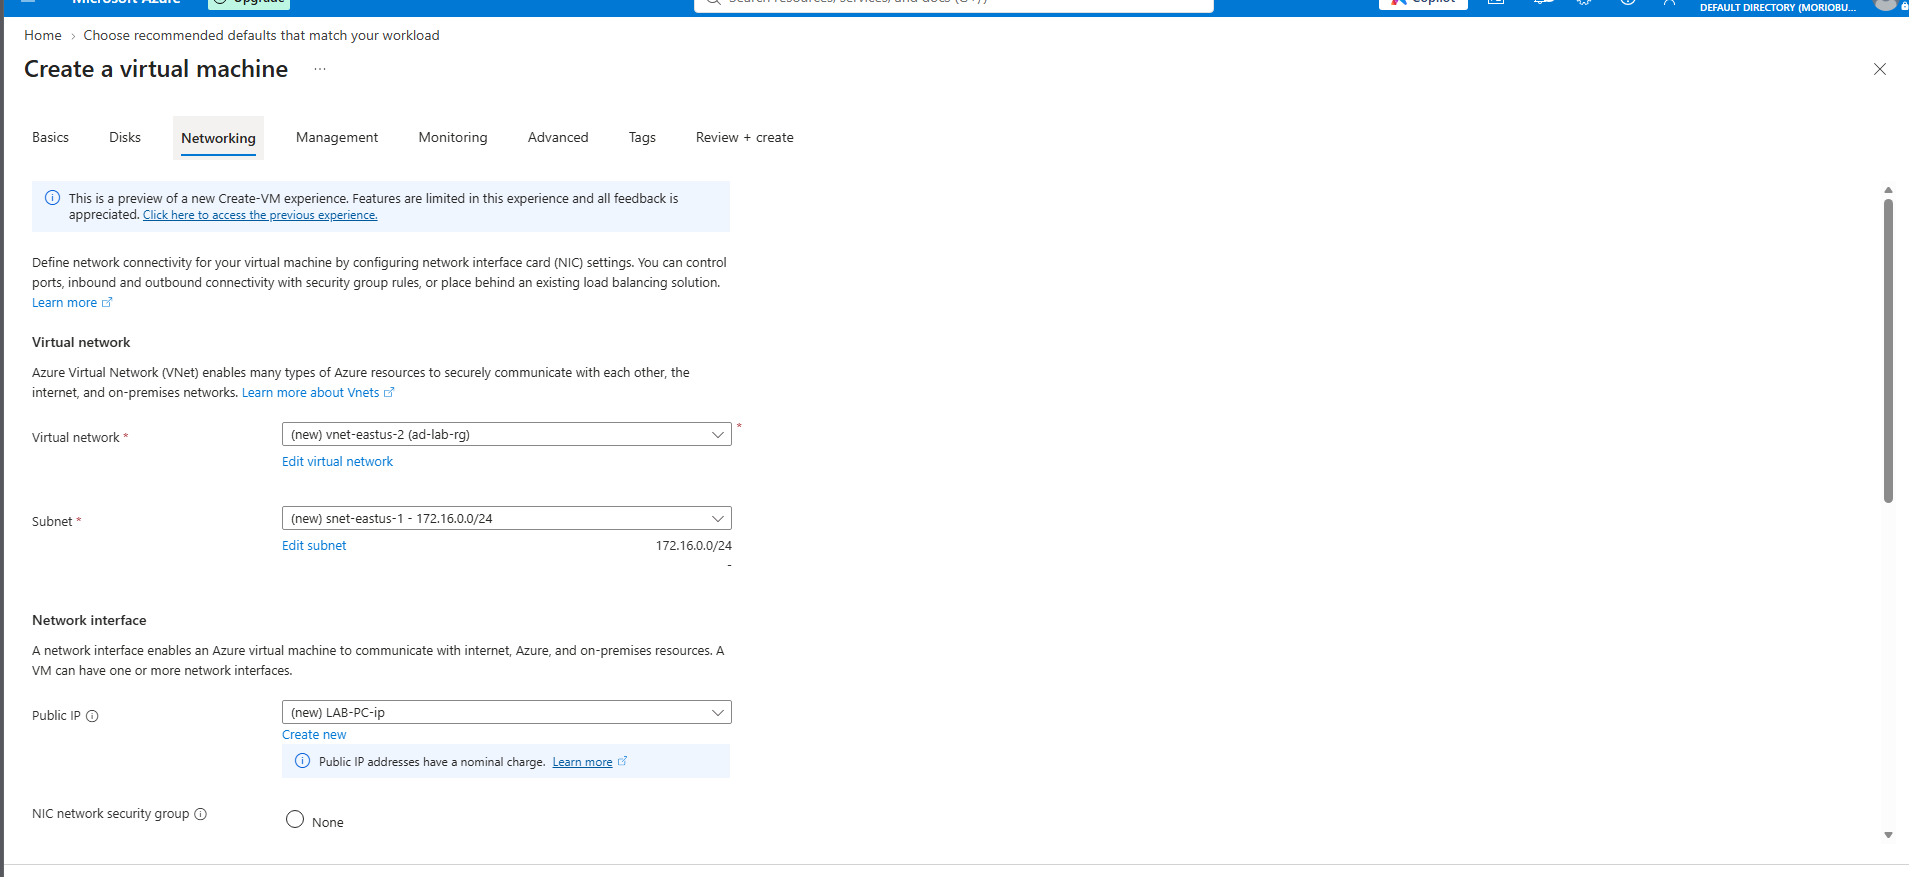 Microsoft Azure
Upgrade
Search resources, services, and docs (G+/)
Copilot
DEFAULT DIRECTORY (MORIOBU...
Home > Choose recommended defaults that match your workload
Create a virtual machine ...
Basics Disks Networking Management Monitoring Advanced Tags Review + create
This is a preview of a new Create-VM experience. Features are limited in this experience and all feedback is
appreciated. Click here to access the previous experience.
Define network connectivity for your virtual machine by configuring network interface card (NIC) settings. You can control
ports, inbound and outbound connectivity with security group rules, or place behind an existing load balancing solution.
Learn more
Virtual network
Azure Virtual Network (VNet) enables many types of Azure resources to securely communicate with each other, the
internet, and on-premises networks. Learn more about Vnets
Virtual network *
(new) vnet-eastus-2 (ad-lab-rg) *
Edit virtual network
Subnet *
(new) snet-eastus-1 - 172.16.0.0/24
Edit subnet 172.16.0.0/24
-
Network interface
A network interface enables an Azure virtual machine to communicate with internet, Azure, and on-premises resources. A
VM can have one or more network interfaces.
Public IP
(new) LAB-PC-ip
Create new
Public IP addresses have a nominal charge. Learn more
NIC network security group
None